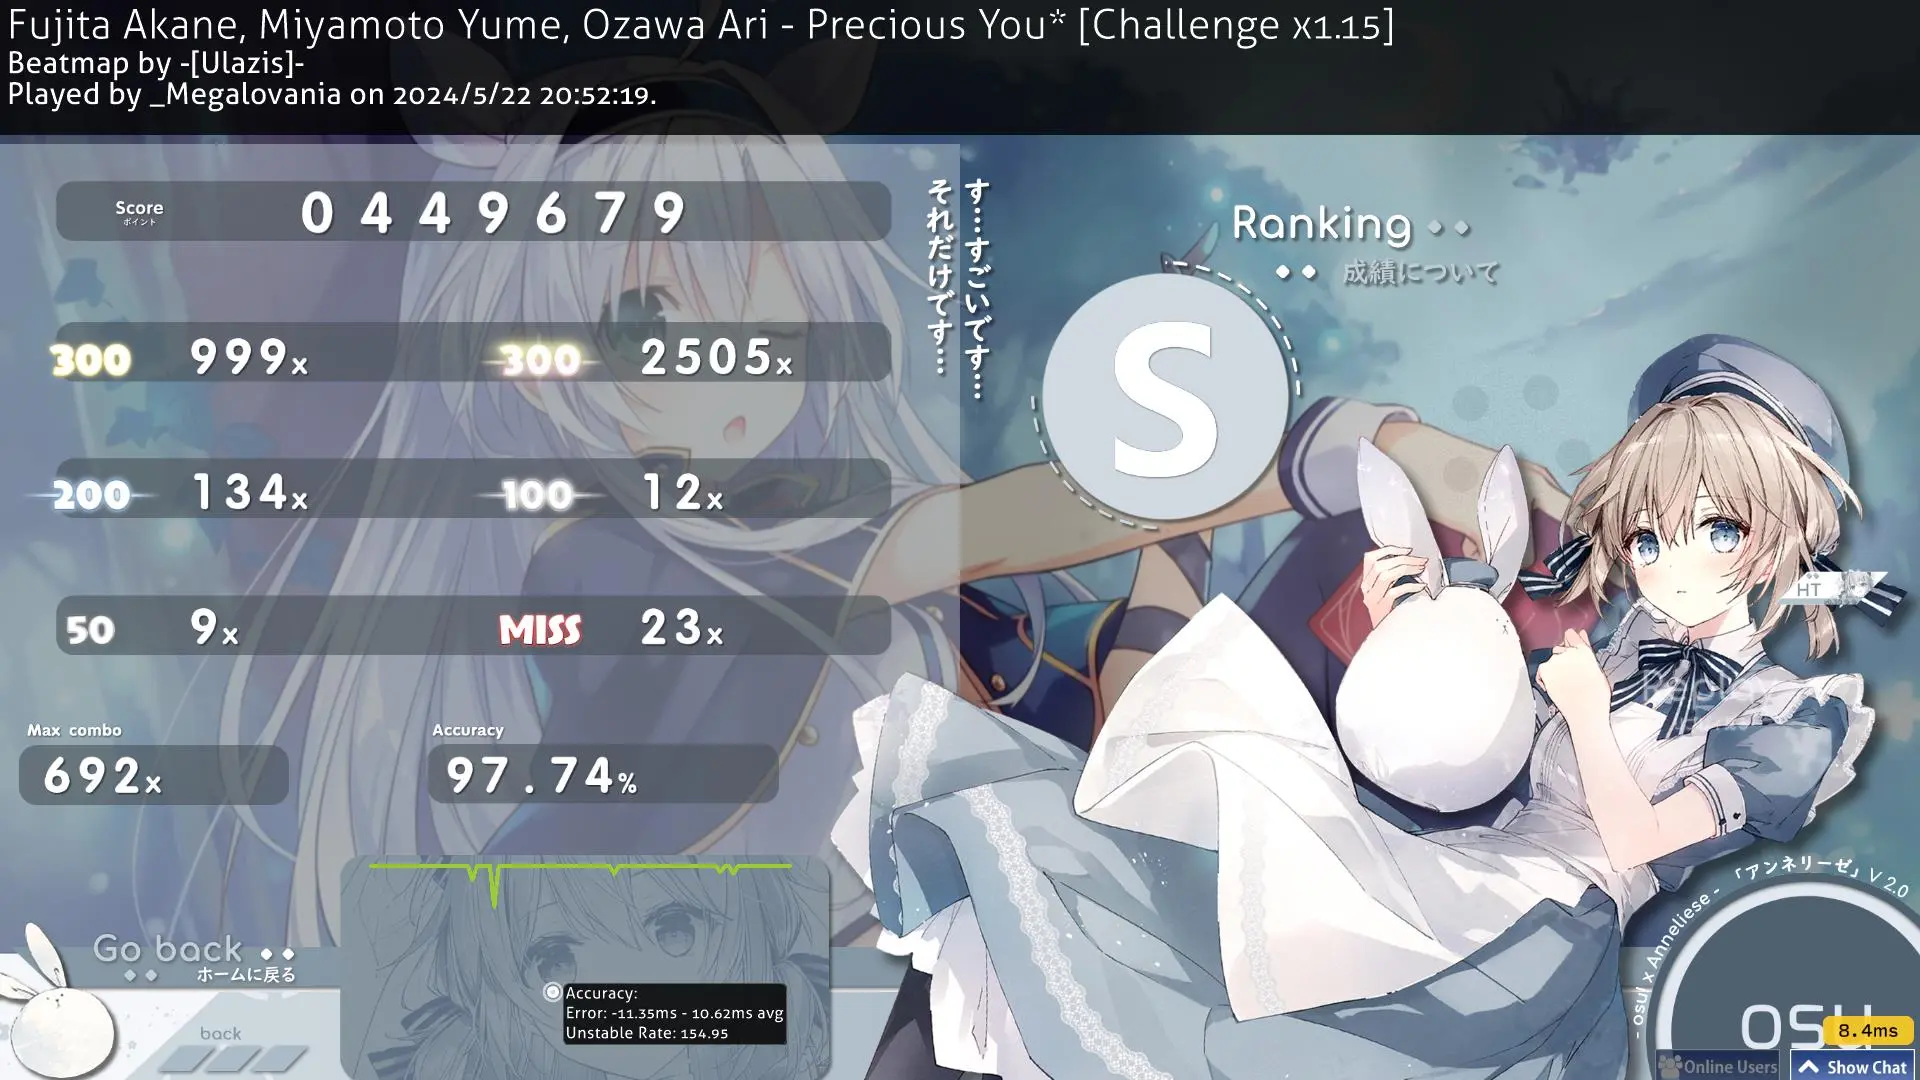 Fujita Akane, Miyamoto Yume, Ozawa Ari - Precious You* [Challenge x1.15]
Beatmap by -[Ulazis]-
Played by _Megalovania on 2024/5/22 20:52:19.
Score
ポイント
0449679
300 999x 300 2505x
200 134x 100 12x
50 9x MISS 23x
Max combo
692x
Accuracy
97.74%
す…すごいです…
それだけです…
Ranking
成績について
S
HT
Go back
ホームに戻る
back
Accuracy:
Error: -11.35ms - 10.62ms avg
Unstable Rate: 154.95
- osu! x Anneliese - 「アンネリーゼ」 V 2.0
osu
8.4ms
Online Users
Show Chat